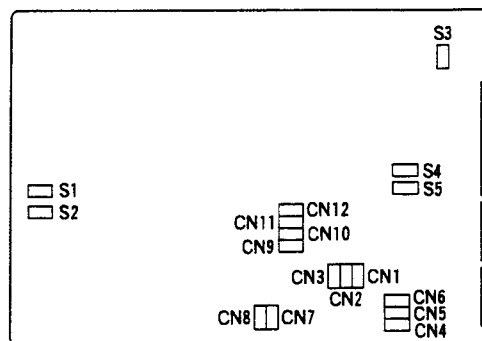 S3
S4
S1
S5
S2
CN12
CN11
CN10
CN9
CN3 CN1
CN2
CN6
CN8 CN7 CN5
CN4